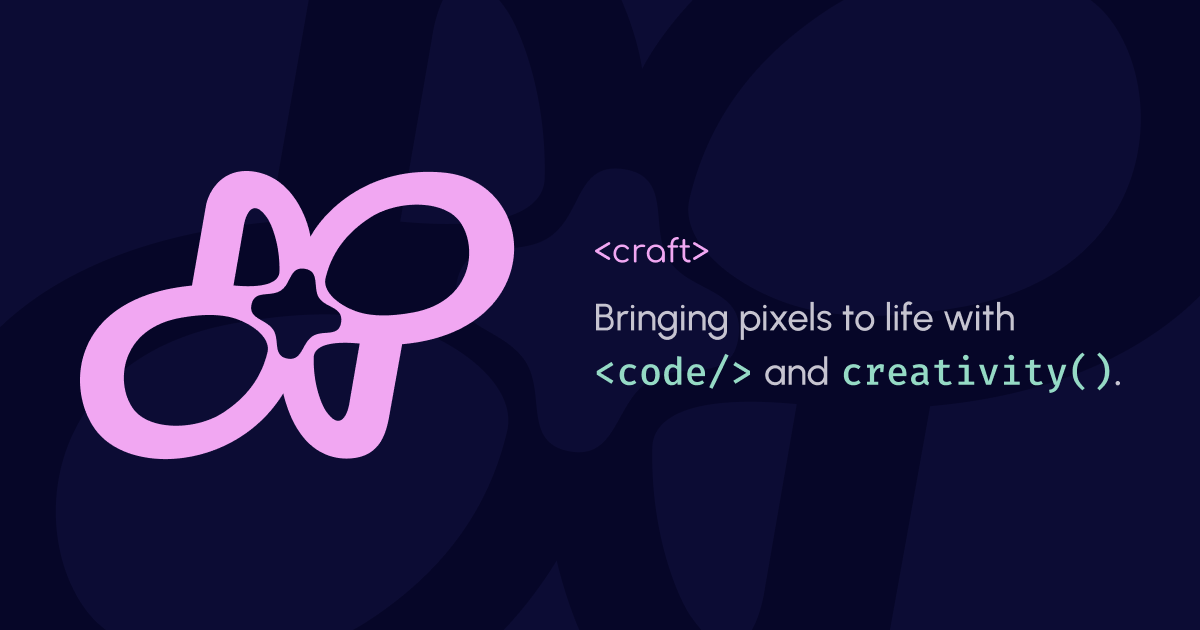 <craft>
Bringing pixels to life with
<code/> and creativity().